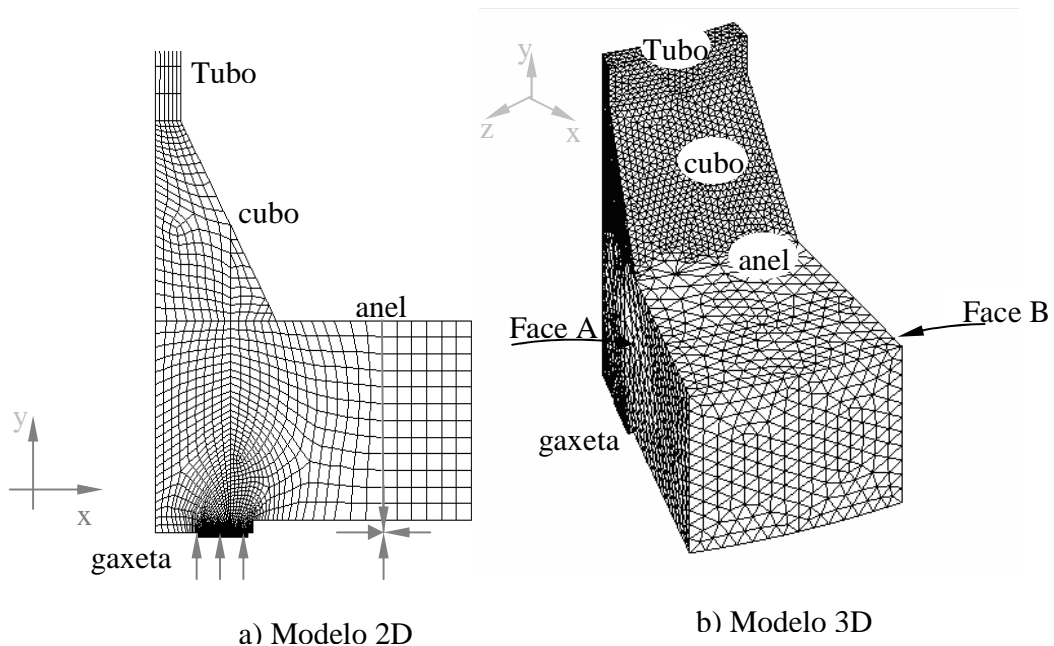 Tubo
cubo
anel
y
x
gaxeta
a) Modelo 2D
Tubo
y
z
x
cubo
anel
Face A
Face B
gaxeta
b) Modelo 3D